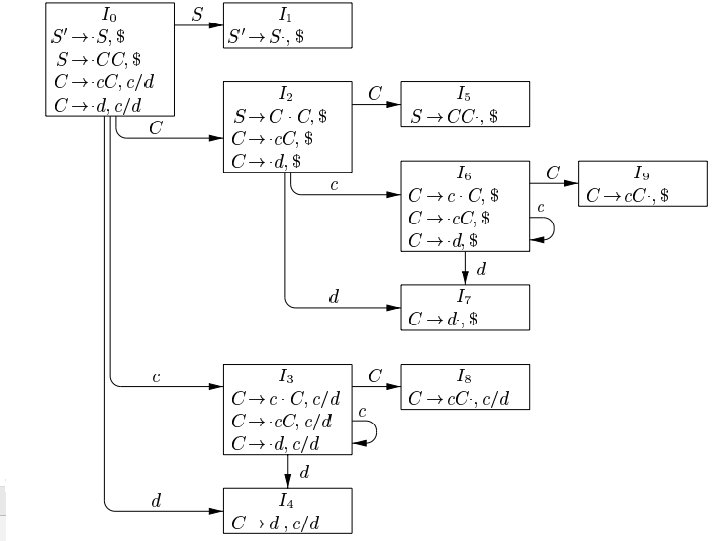 I₀
S′ → ·S, $
S → ·CC, $
C → ·cC, c/d
C → ·d, c/d
S
I₁
S′ → S·, $
C
I₂
S → C · C, $
C → ·cC, $
C → ·d, $
C
I₅
S → CC·, $
c
I₆
C → c · C, $
C → ·cC, $
C → ·d, $
C
I₉
C → cC·, $
c
d
d
I₇
C → d·, $
c
I₃
C → c · C, c/d
C → ·cC, c/d
C → ·d, c/d
C
I₈
C → cC·, c/d
c
d
d
I₄
C → d , c/d